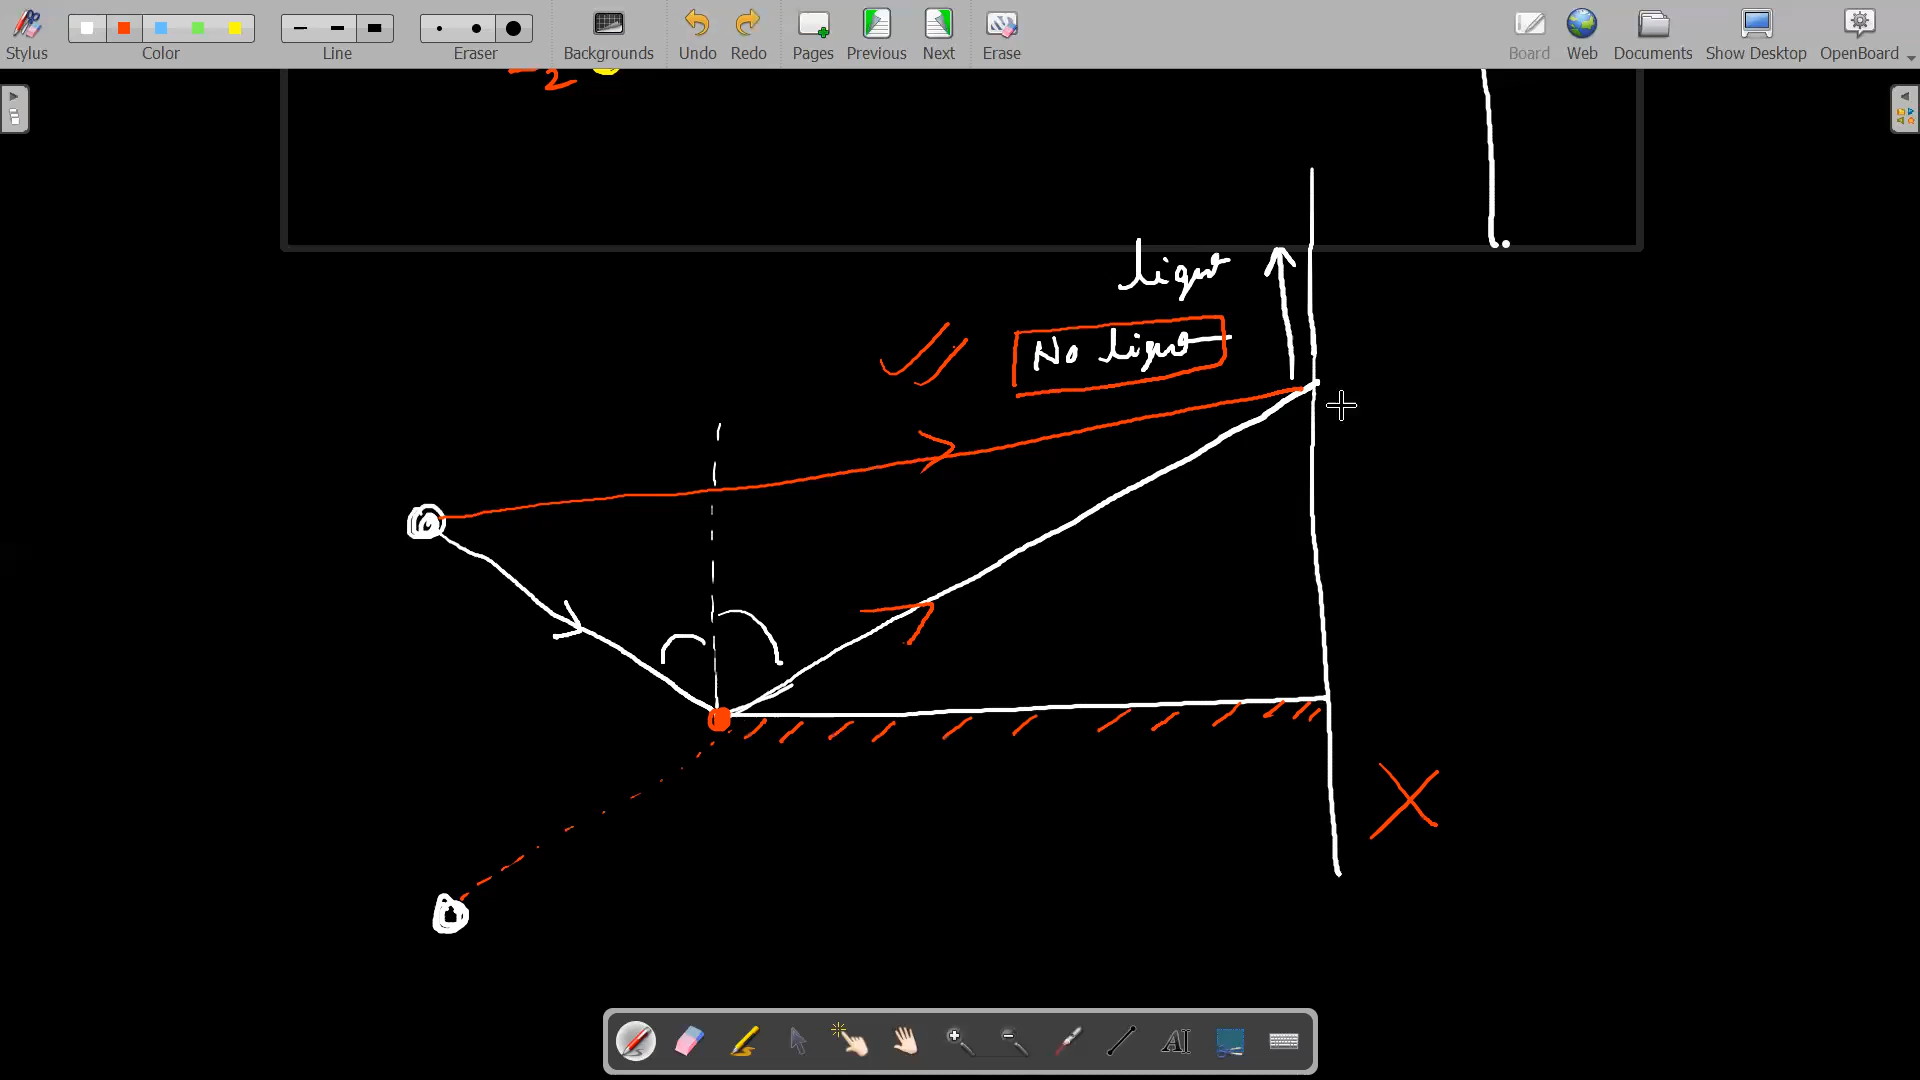 Stylus Color Line Eraser Backgrounds Undo Redo Pages Previous Next Erase Board Web Documents Show Desktop OpenBoard
2
light
No light